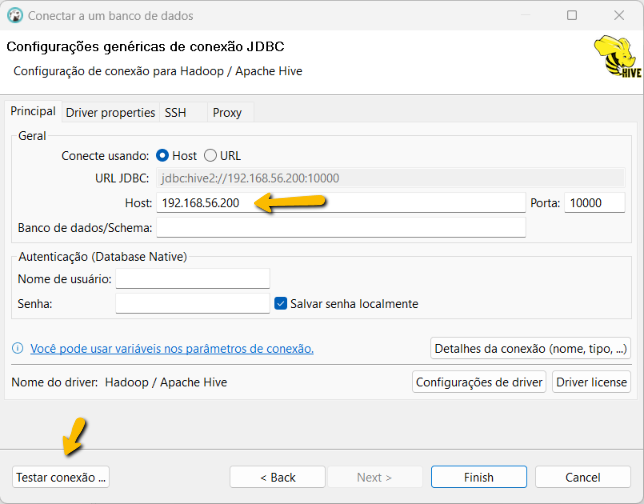 Conectar a um banco de dados
Configurações genéricas de conexão JDBC
Configuração de conexão para Hadoop / Apache Hive
HIVE
Principal Driver properties SSH Proxy
Geral
Conecte usando: Host URL
URL JDBC: jdbc:hive2://192.168.56.200:10000
Host: 192.168.56.200 Porta: 10000
Banco de dados/Schema:
Autenticação (Database Native)
Nome de usuário:
Senha: Salvar senha localmente
Você pode usar variáveis nos parâmetros de conexão. Detalhes da conexão (nome, tipo, ...)
Nome do driver: Hadoop / Apache Hive Configurações de driver Driver license
Testar conexão ... < Back Next > Finish Cancel